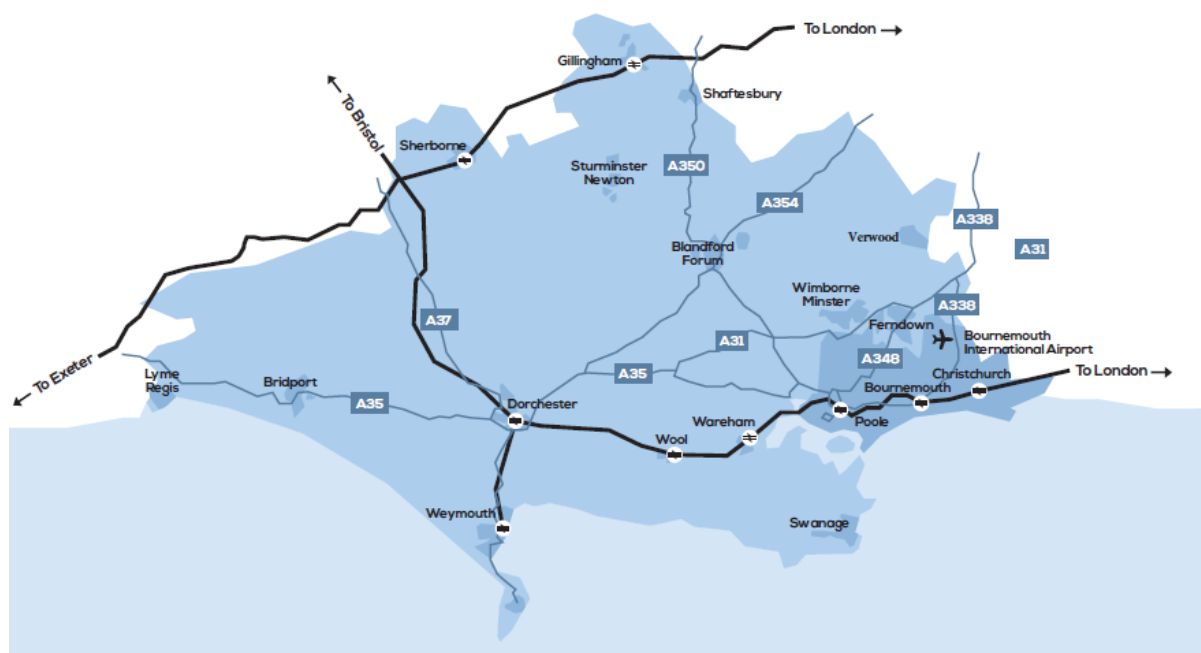 To London
Gillingham
Shaftesbury
To Bristol
Sherborne
Sturminster
Newton
A350
A354
A338
Verwood
A31
Blandford
Forum
Wimborne
Minster
A338
A37
Ferndown
A31
Bournemouth
International Airport
A348
To Exeter
Lyme
Regis
Bridport
A35
A35
Christchurch
To London
Bournemouth
A35
Dorchester
Wareham
Poole
Wool
Weymouth
Swanage